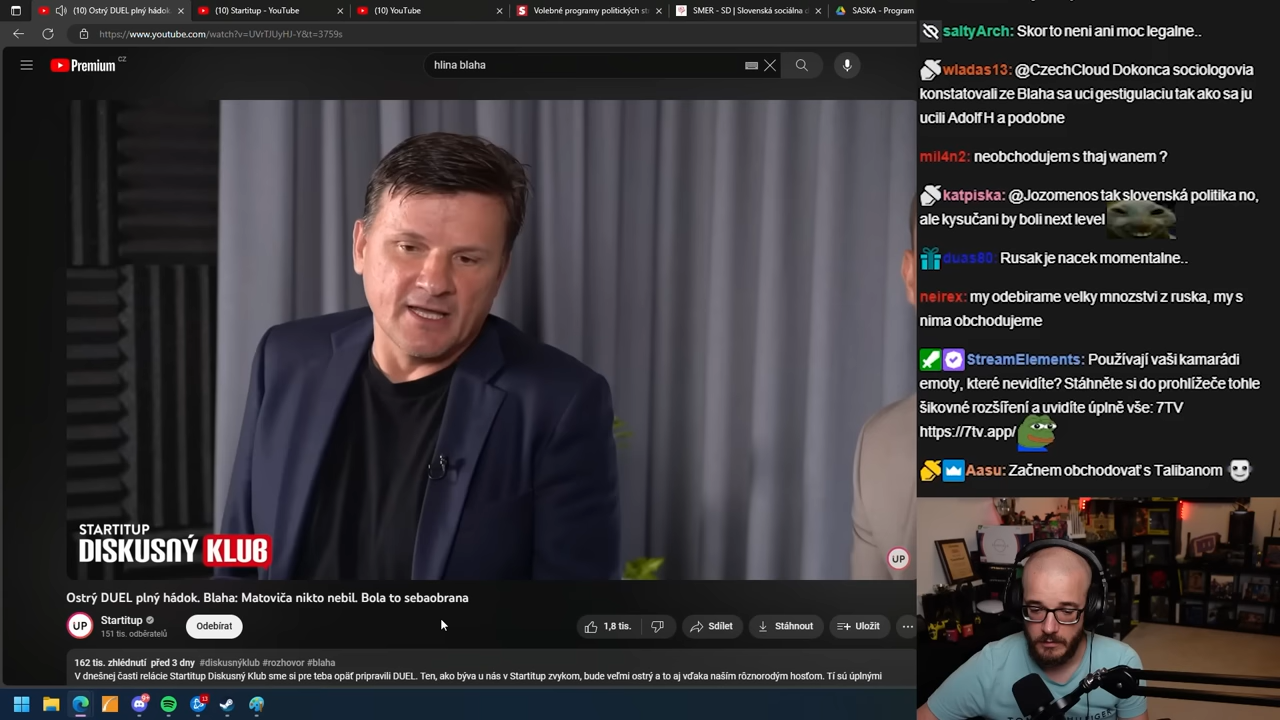 (10) Ostrý DUEL plný hádok.
(10) Startitup - YouTube
(10) YouTube
Volebné programy politických st
SMER - SD | Slovenská sociálna d
SASKA - Program
https://www.youtube.com/watch?v=UVrTJUyHJ-Y&t=3759s
Premium CZ
hlina blaha
STARTITUP
DISKUSNÝ KLUB
UP
Ostrý DUEL plný hádok. Blaha: Matoviča nikto nebil. Bola to sebaobrana
UP
Startitup
151 tis. odběratelů
Odebírat
1,8 tis.
Sdílet
Stáhnout
Uložit
162 tis. zhlédnutí před 3 dny #diskusnýklub #rozhovor #blaha
V dnešnej časti relácie Startitup Diskusný Klub sme si pre teba opäť pripravili DUEL. Ten, ako býva u nás v Startitup zvykom, bude veľmi ostrý a to aj vďaka naším rôznorodým hosťom. Tí sú úplnými
saltyArch: Skor to neni ani moc legalne..
wladas13: @CzechCloud Dokonca sociologovia
konstatovali ze Blaha sa uci gestigulaciu tak ako sa ju
ucili Adolf H a podobne
mil4n2: neobchodujem s thaj wanem ?
katpiska: @Jozomenos tak slovenská politika no,
ale kysučani by boli next level
duas80: Rusak je nacek momentalne..
neirex: my odebirame velky mnozstvi z ruska, my s
nima obchodujeme
StreamElements: Používají vaši kamarádi
emoty, které nevidíte? Stáhněte si do prohlížeče tohle
šikovné rozšíření a uvidíte úplně vše: 7TV
https://7tv.app/
Aasu: Začnem obchodovať s Talibanom